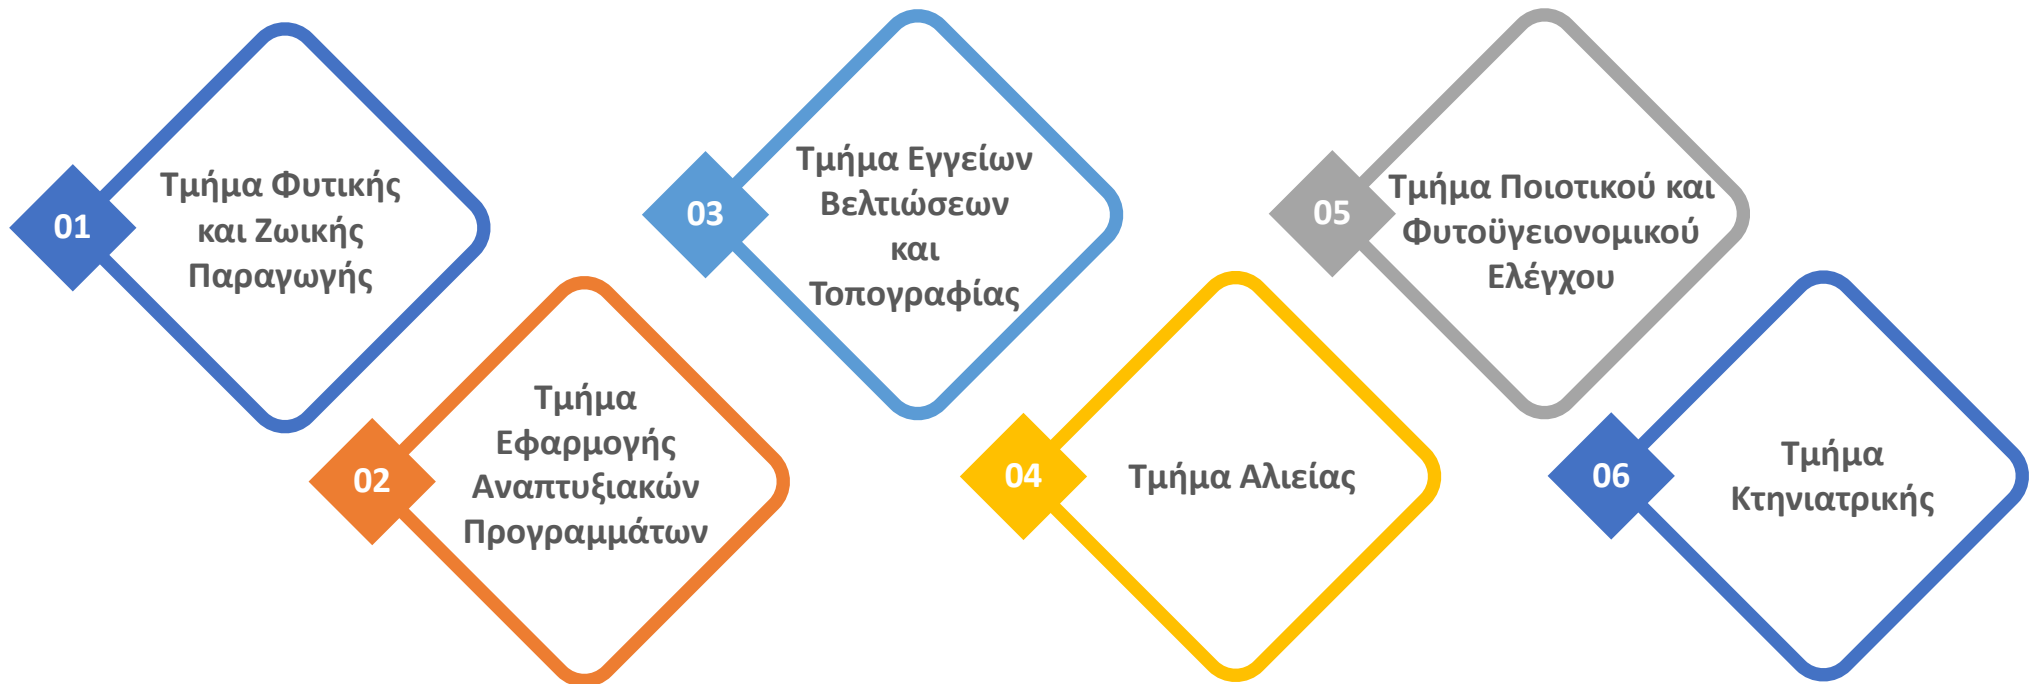 01
Τμήμα Φυτικής
και Ζωικής
Παραγωγής
02
Τμήμα
Εφαρμογής
Αναπτυξιακών
Προγραμμάτων
03
Τμήμα Εγγείων
Βελτιώσεων
και
Τοπογραφίας
04
Τμήμα Αλιείας
05
Τμήμα Ποιοτικού και
Φυτοϋγειονομικού
Ελέγχου
06
Τμήμα
Κτηνιατρικής